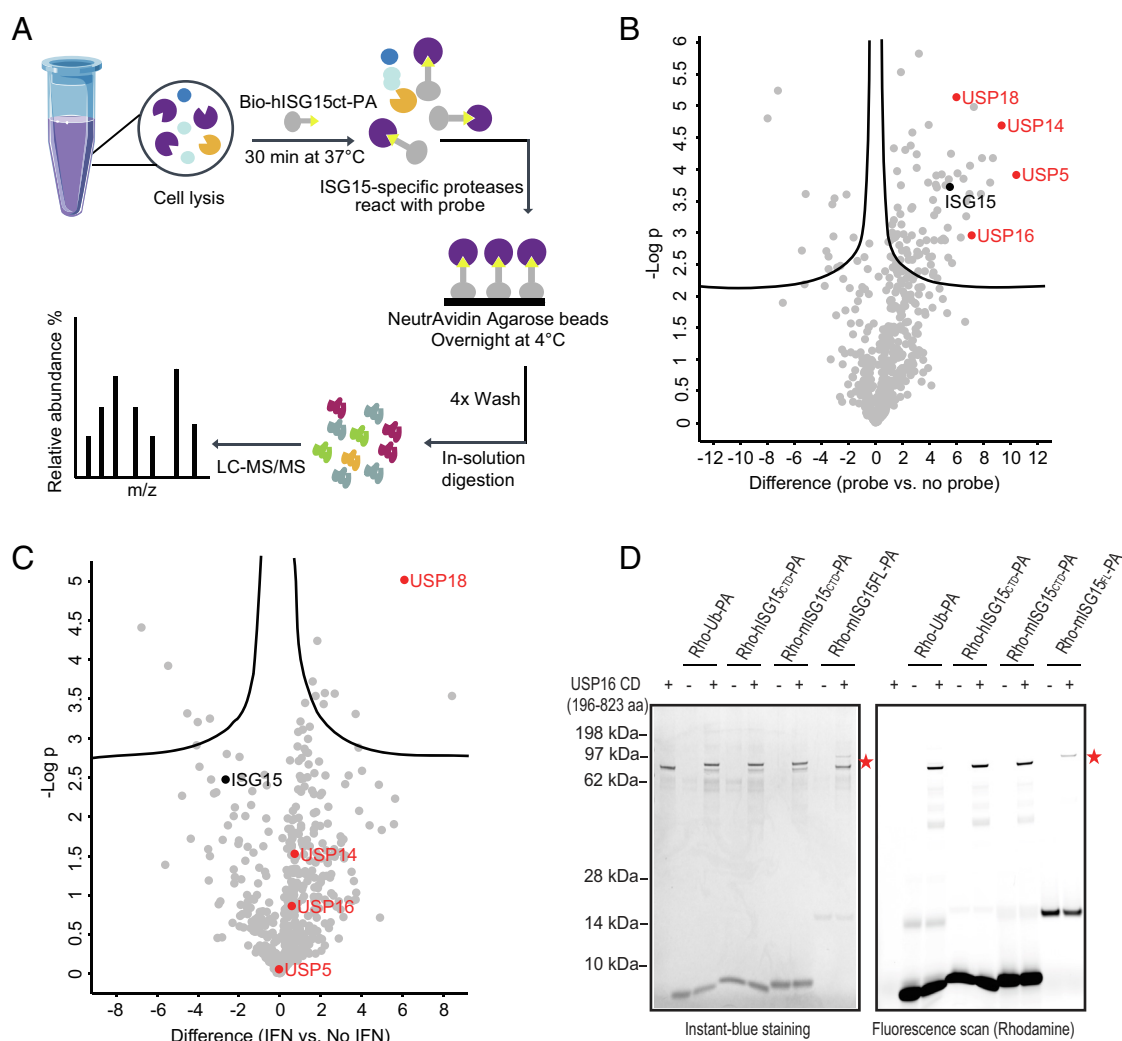 A
Bio-hISG15ct-PA
30 min at 37°C
Cell lysis
ISG15-specific proteases
react with probe
NeutrAvidin Agarose beads
Overnight at 4°C
4x Wash
In-solution
digestion
LC-MS/MS
Relative abundance %
m/z
B
6
5.5
5
4.5
4
3.5
3
2.5
2
1.5
1
0.5
0
-Log p
USP18
USP14
USP5
ISG15
USP16
-12 -10 -8 -6 -4 -2 0 2 4 6 8 10 12
Difference (probe vs. no probe)
C
5
4.5
4
3.5
3
2.5
2
1.5
1
0.5
0
-Log p
USP18
ISG15
USP14
USP16
USP5
-8 -6 -4 -2 0 2 4 6 8
Difference (IFN vs. No IFN)
D
Rho-Ub-PA Rho-hISG15CTD-PA Rho-mISG15CTD-PA Rho-mISG15FL-PA Rho-Ub-PA Rho-hISG15CTD-PA Rho-mISG15CTD-PA Rho-mISG15FL-PA
USP16 CD + - + - + - + - + + - + - + - + - +
(196-823 aa)
198 kDa
97 kDa
62 kDa
28 kDa
14 kDa
10 kDa
Instant-blue staining Fluorescence scan (Rhodamine)